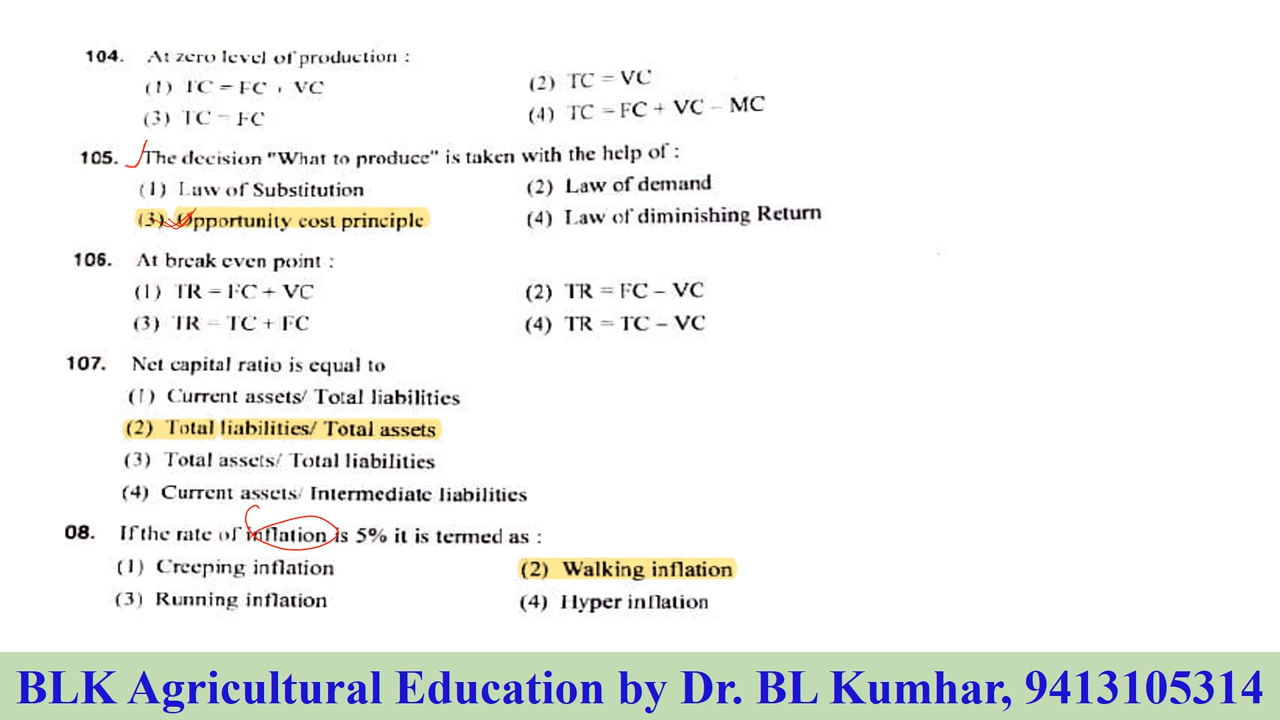 104. At zero level of production :
(1) TC = FC + VC (2) TC = VC
(3) TC = FC (4) TC = FC + VC – MC
105. The decision "What to produce" is taken with the help of :
(1) Law of Substitution (2) Law of demand
(3) Opportunity cost principle (4) Law of diminishing Return
106. At break even point :
(1) TR = FC + VC (2) TR = FC – VC
(3) TR = TC + FC (4) TR = TC – VC
107. Net capital ratio is equal to
(1) Current assets/ Total liabilities
(2) Total liabilities/ Total assets
(3) Total assets/ Total liabilities
(4) Current assets/ Intermediate liabilities
08. If the rate of inflation is 5% it is termed as :
(1) Creeping inflation (2) Walking inflation
(3) Running inflation (4) Hyper inflation
BLK Agricultural Education by Dr. BL Kumhar, 9413105314